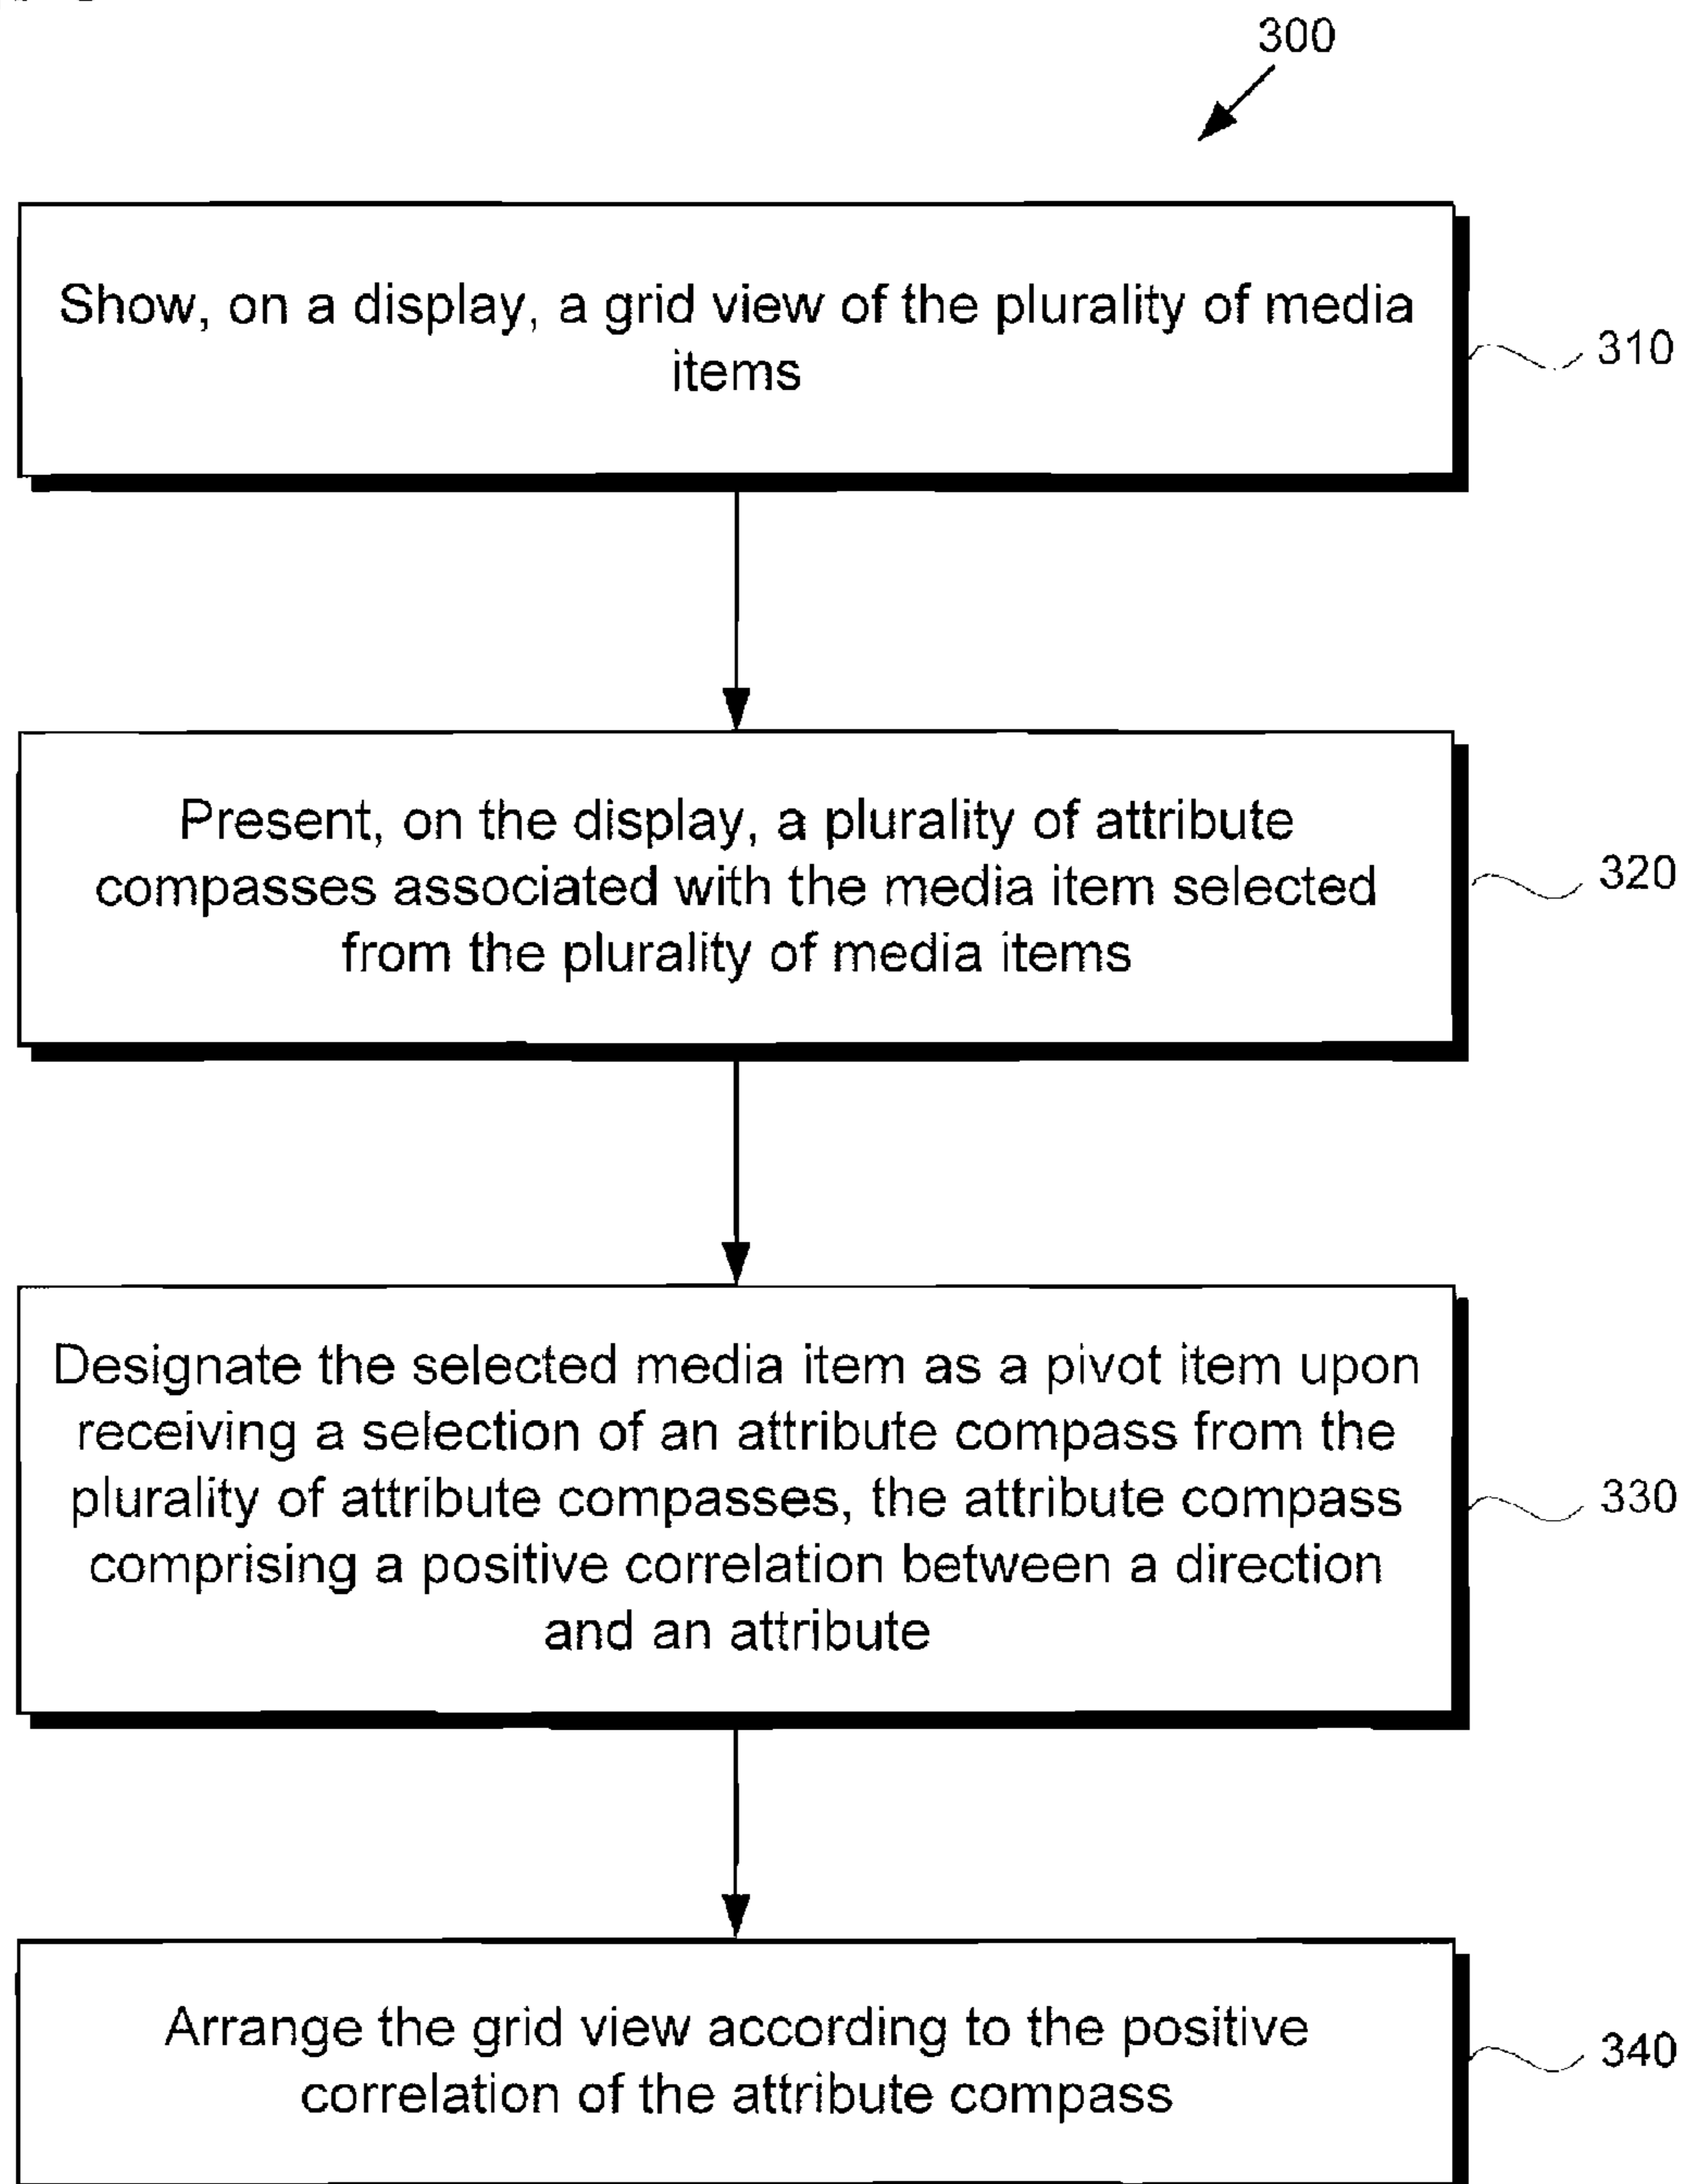 300
Show, on a display, a grid view of the plurality of media
items
310
Present, on the display, a plurality of attribute
compasses associated with the media item selected
from the plurality of media items
320
Designate the selected media item as a pivot item upon
receiving a selection of an attribute compass from the
plurality of attribute compasses, the attribute compass
comprising a positive correlation between a direction
and an attribute
330
Arrange the grid view according to the positive
correlation of the attribute compass
340